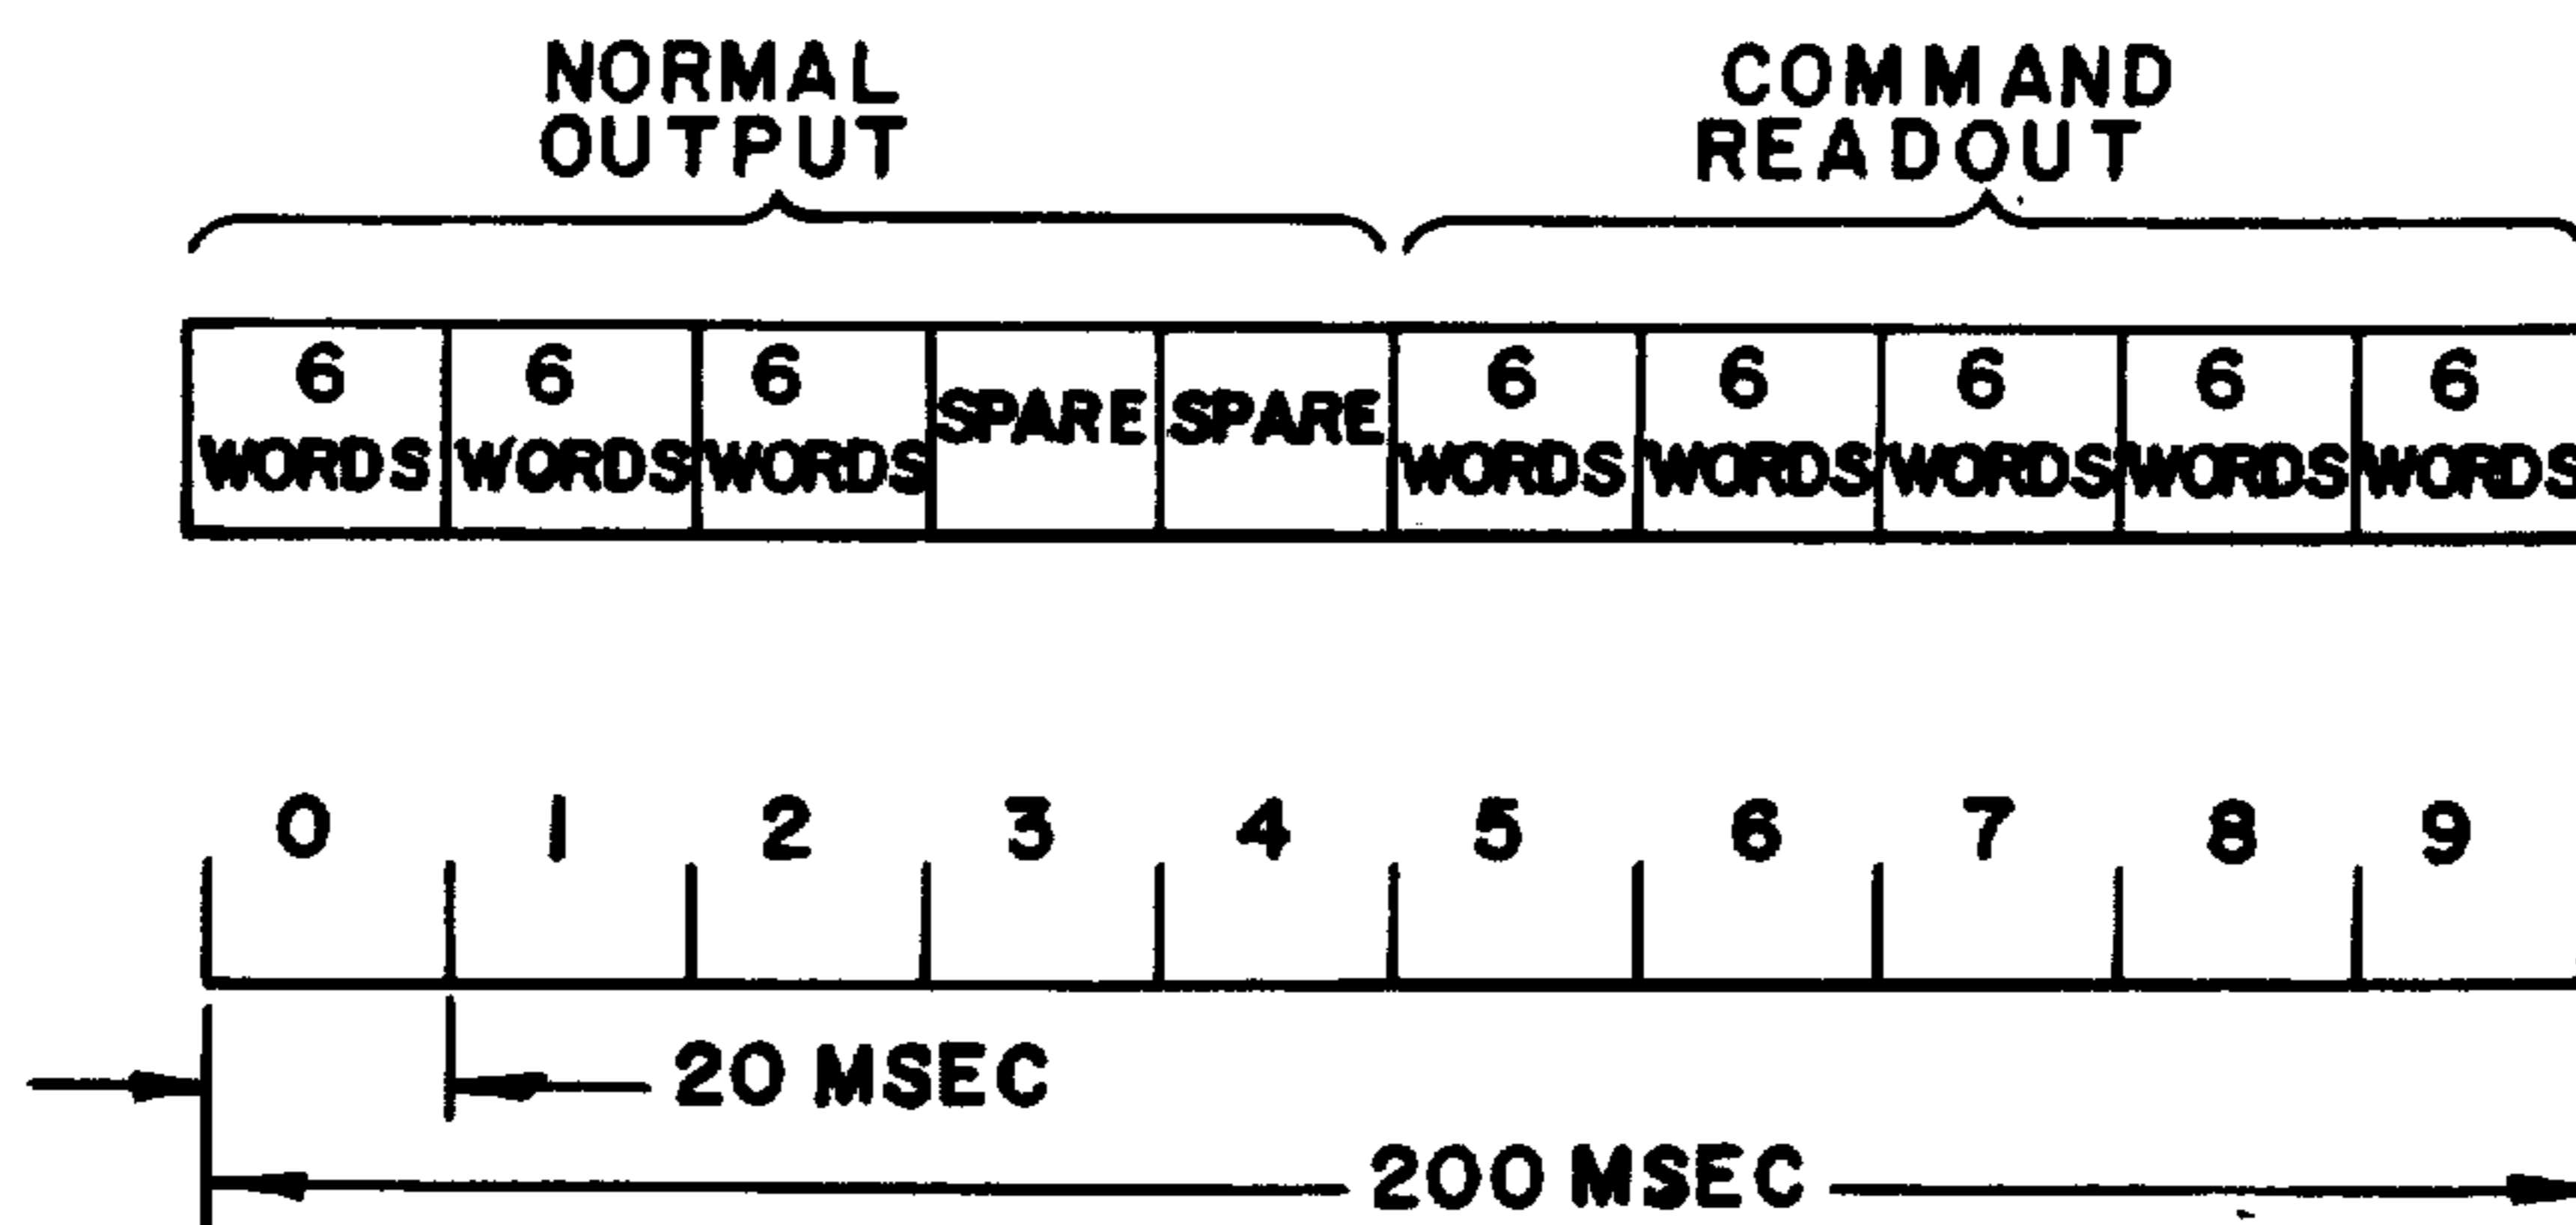 NORMAL
OUTPUT
COMMAND
READOUT
6 WORDS 6 WORDS 6 WORDS SPARE SPARE 6 WORDS 6 WORDS 6 WORDS 6 WORDS 6 WORDS
0 1 2 3 4 5 6 7 8 9
20 MSEC
200 MSEC